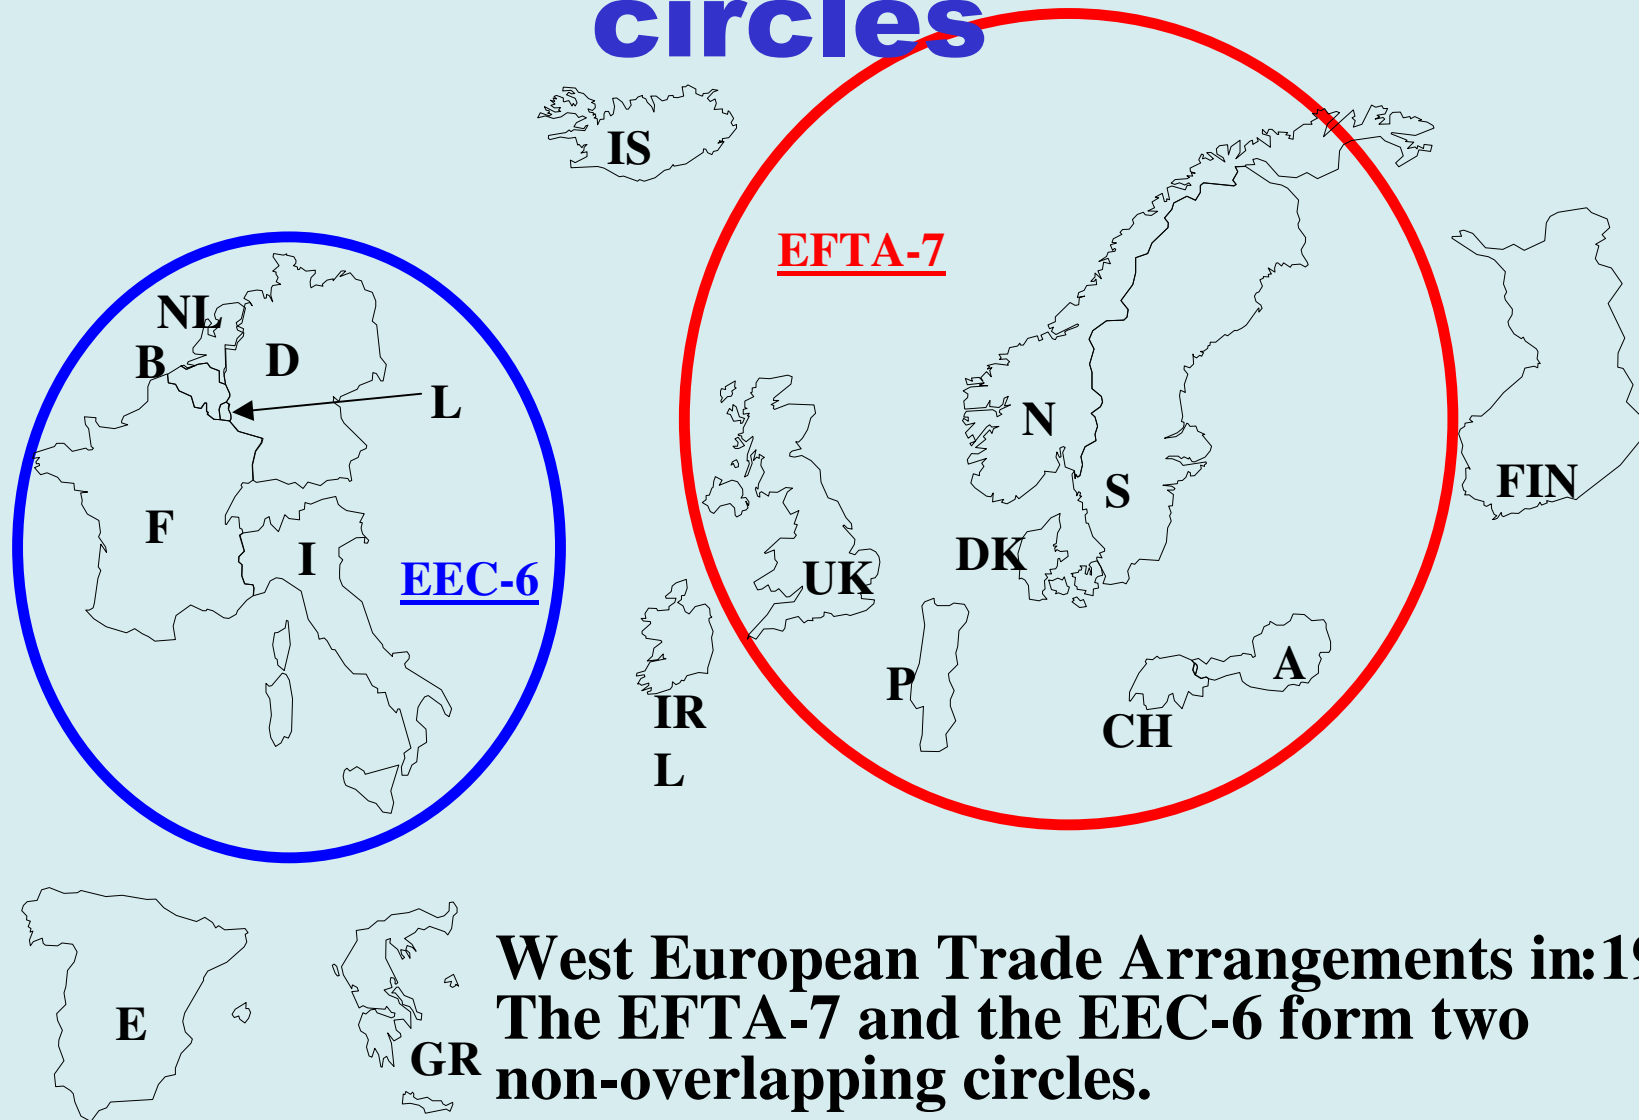 circles
IS
EFTA-7
NL
B
D
L
N
S
FIN
F
I
EEC-6
DK
UK
P
A
CH
IR
L
E
GR
West European Trade Arrangements in:19
The EFTA-7 and the EEC-6 form two
non-overlapping circles.